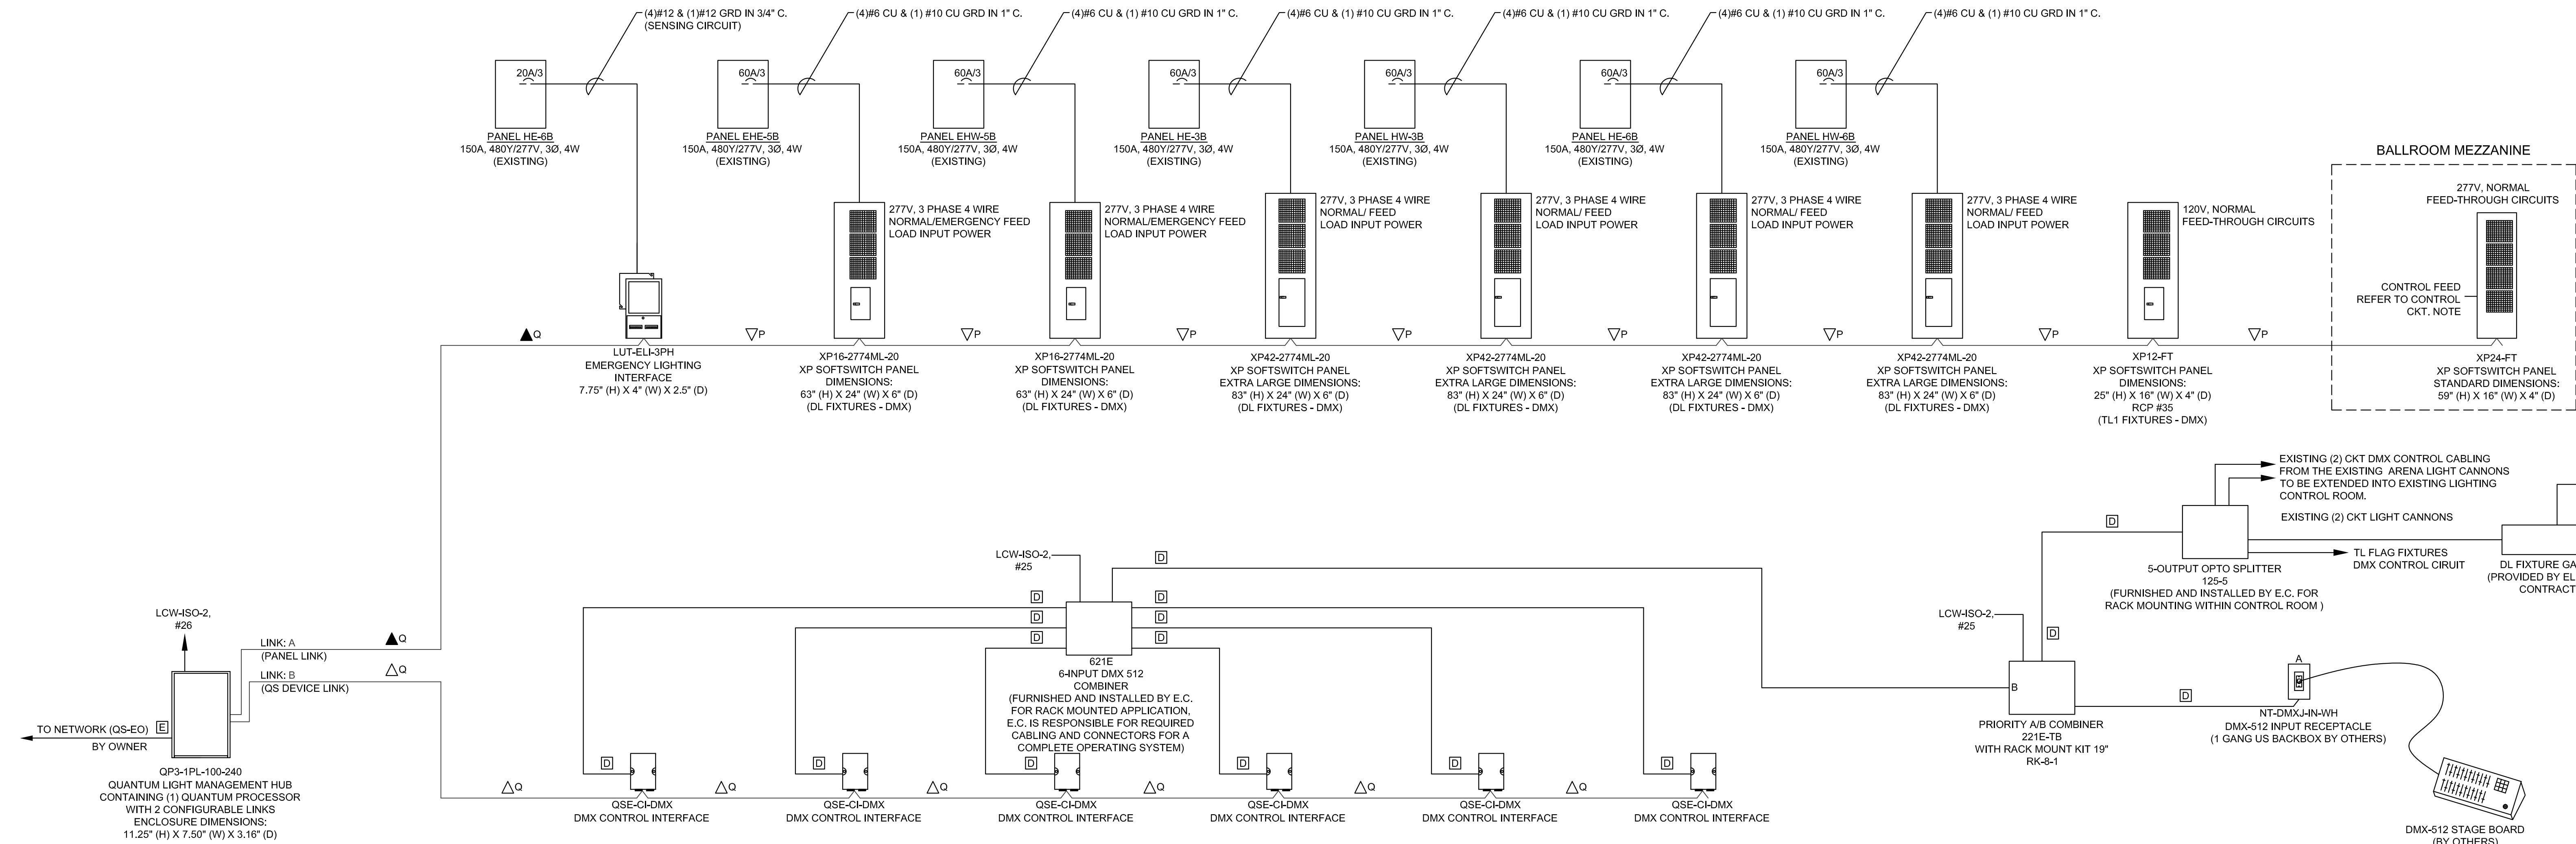 (4)#12 & (1)#12 GRD IN 3/4" C.
(SENSING CIRCUIT)
(4)#6 CU & (1) #10 CU GRD IN 1" C.
(4)#6 CU & (1) #10 CU GRD IN 1" C.
(4)#6 CU & (1) #10 CU GRD IN 1" C.
(4)#6 CU & (1) #10 CU GRD IN 1" C.
(4)#6 CU & (1) #10 CU GRD IN 1" C.
(4)#6 CU & (1) #10 CU GRD IN 1" C.
20A/3
PANEL HE-6B
150A, 480Y/277V, 3Ø, 4W
(EXISTING)
60A/3
PANEL EHE-5B
150A, 480Y/277V, 3Ø, 4W
(EXISTING)
60A/3
PANEL EHW-5B
150A, 480Y/277V, 3Ø, 4W
(EXISTING)
60A/3
PANEL HE-3B
150A, 480Y/277V, 3Ø, 4W
(EXISTING)
60A/3
PANEL HW-3B
150A, 480Y/277V, 3Ø, 4W
(EXISTING)
60A/3
PANEL HE-6B
150A, 480Y/277V, 3Ø, 4W
(EXISTING)
60A/3
PANEL HW-6B
150A, 480Y/277V, 3Ø, 4W
(EXISTING)
277V, 3 PHASE 4 WIRE
NORMAL/EMERGENCY FEED
LOAD INPUT POWER
277V, 3 PHASE 4 WIRE
NORMAL/EMERGENCY FEED
LOAD INPUT POWER
277V, 3 PHASE 4 WIRE
NORMAL/ FEED
LOAD INPUT POWER
277V, 3 PHASE 4 WIRE
NORMAL/ FEED
LOAD INPUT POWER
277V, 3 PHASE 4 WIRE
NORMAL/ FEED
LOAD INPUT POWER
277V, 3 PHASE 4 WIRE
NORMAL/ FEED
LOAD INPUT POWER
120V, NORMAL
FEED-THROUGH CIRCUITS
BALLROOM MEZZANINE
277V, NORMAL
FEED-THROUGH CIRCUITS
CONTROL FEED
REFER TO CONTROL
CKT. NOTE
Q
P
P
P
P
P
P
P
P
LUT-ELI-3PH
EMERGENCY LIGHTING
INTERFACE
7.75" (H) X 4" (W) X 2.5" (D)
XP16-2774ML-20
XP SOFTSWITCH PANEL
DIMENSIONS:
63" (H) X 24" (W) X 6" (D)
(DL FIXTURES - DMX)
XP16-2774ML-20
XP SOFTSWITCH PANEL
DIMENSIONS:
63" (H) X 24" (W) X 6" (D)
(DL FIXTURES - DMX)
XP42-2774ML-20
XP SOFTSWITCH PANEL
EXTRA LARGE DIMENSIONS:
83" (H) X 24" (W) X 6" (D)
(DL FIXTURES - DMX)
XP42-2774ML-20
XP SOFTSWITCH PANEL
EXTRA LARGE DIMENSIONS:
83" (H) X 24" (W) X 6" (D)
(DL FIXTURES - DMX)
XP42-2774ML-20
XP SOFTSWITCH PANEL
EXTRA LARGE DIMENSIONS:
83" (H) X 24" (W) X 6" (D)
(DL FIXTURES - DMX)
XP42-2774ML-20
XP SOFTSWITCH PANEL
EXTRA LARGE DIMENSIONS:
83" (H) X 24" (W) X 6" (D)
(DL FIXTURES - DMX)
XP12-FT
XP SOFTSWITCH PANEL
DIMENSIONS:
25" (H) X 16" (W) X 4" (D)
RCP #35
(TL1 FIXTURES - DMX)
XP24-FT
XP SOFTSWITCH PANEL
STANDARD DIMENSIONS:
59" (H) X 16" (W) X 4" (D)
EXISTING (2) CKT DMX CONTROL CABLING
FROM THE EXISTING ARENA LIGHT CANNONS
TO BE EXTENDED INTO EXISTING LIGHTING
CONTROL ROOM.
EXISTING (2) CKT LIGHT CANNONS
TL FLAG FIXTURES
DMX CONTROL CIRUIT
D
5-OUTPUT OPTO SPLITTER
125-5
(FURNISHED AND INSTALLED BY E.C. FOR
RACK MOUNTING WITHIN CONTROL ROOM )
DL FIXTURE GA
(PROVIDED BY EL
CONTRACT
LCW-ISO-2,
#26
LINK: A
(PANEL LINK)
Q
LINK: B
(QS DEVICE LINK)
Q
TO NETWORK (QS-EO)
E
BY OWNER
QP3-1PL-100-240
QUANTUM LIGHT MANAGEMENT HUB
CONTAINING (1) QUANTUM PROCESSOR
WITH 2 CONFIGURABLE LINKS
ENCLOSURE DIMENSIONS:
11.25" (H) X 7.50" (W) X 3.16" (D)
LCW-ISO-2,
#25
D
D
D
D
D
D
D
621E
6-INPUT DMX 512
COMBINER
(FURNISHED AND INSTALLED BY E.C.
FOR RACK MOUNTED APPLICATION,
E.C. IS RESPONSIBLE FOR REQUIRED
CABLING AND CONNECTORS FOR A
COMPLETE OPERATING SYSTEM)
D
D
D
D
D
D
Q
Q
Q
Q
Q
Q
QSE-CI-DMX
DMX CONTROL INTERFACE
QSE-CI-DMX
DMX CONTROL INTERFACE
QSE-CI-DMX
DMX CONTROL INTERFACE
QSE-CI-DMX
DMX CONTROL INTERFACE
QSE-CI-DMX
DMX CONTROL INTERFACE
QSE-CI-DMX
DMX CONTROL INTERFACE
LCW-ISO-2,
#25
D
B
PRIORITY A/B COMBINER
221E-TB
WITH RACK MOUNT KIT 19"
RK-8-1
D
A
NT-DMXJ-IN-WH
DMX-512 INPUT RECEPTACLE
(1 GANG US BACKBOX BY OTHERS)
DMX-512 STAGE BOARD
(BY OTHERS)